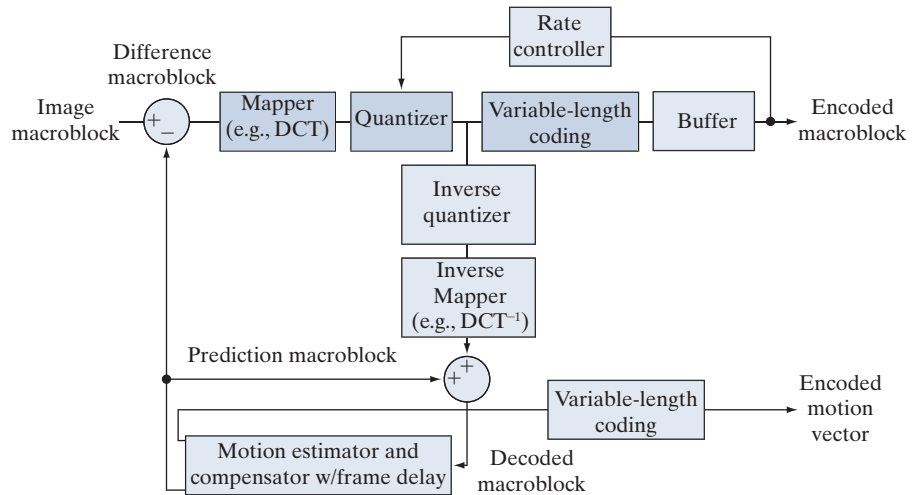 Rate
controller
Difference
macroblock
Image
macroblock
+
−
Mapper
(e.g., DCT)
Quantizer
Variable-length
coding
Buffer
Encoded
macroblock
Inverse
quantizer
Inverse
Mapper
(e.g., DCT⁻¹)
Prediction macroblock
+
+
Variable-length
coding
Encoded
motion
vector
Motion estimator and
compensator w/frame delay
Decoded
macroblock